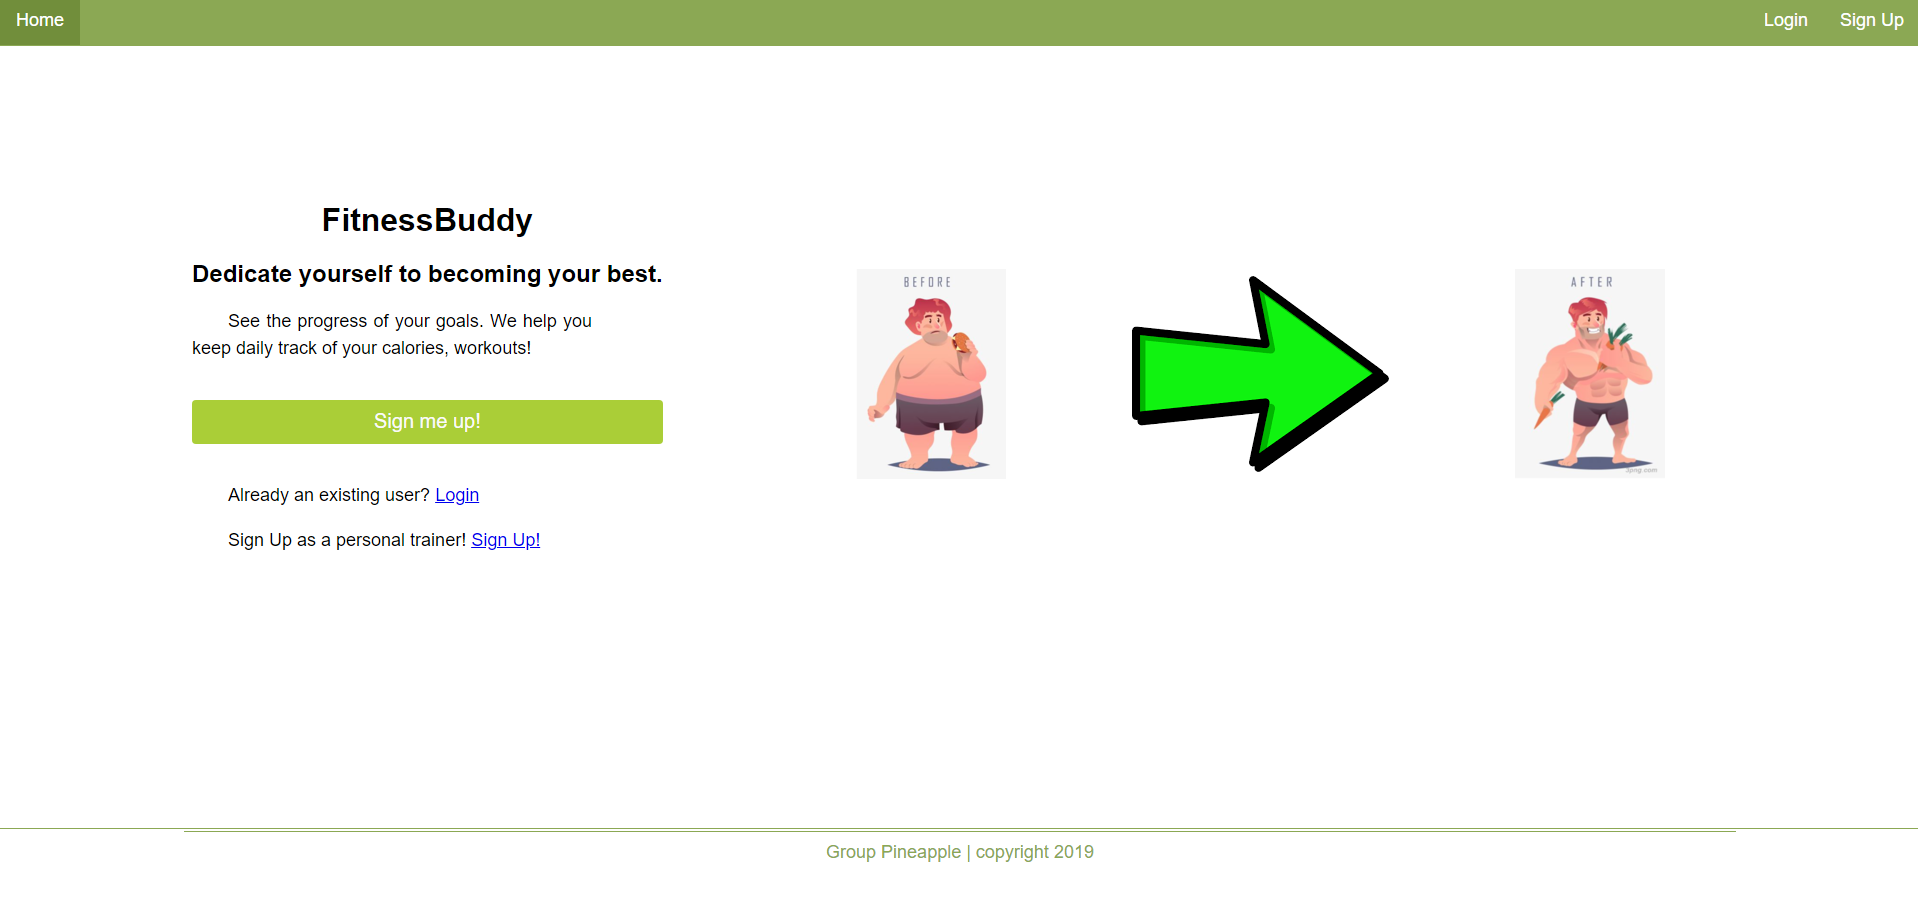 Home
Login
Sign Up
FitnessBuddy
Dedicate yourself to becoming your best.
See the progress of your goals. We help you
keep daily track of your calories, workouts!
Sign me up!
Already an existing user? Login
Sign Up as a personal trainer! Sign Up!
BEFORE
AFTER
Group Pineapple | copyright 2019